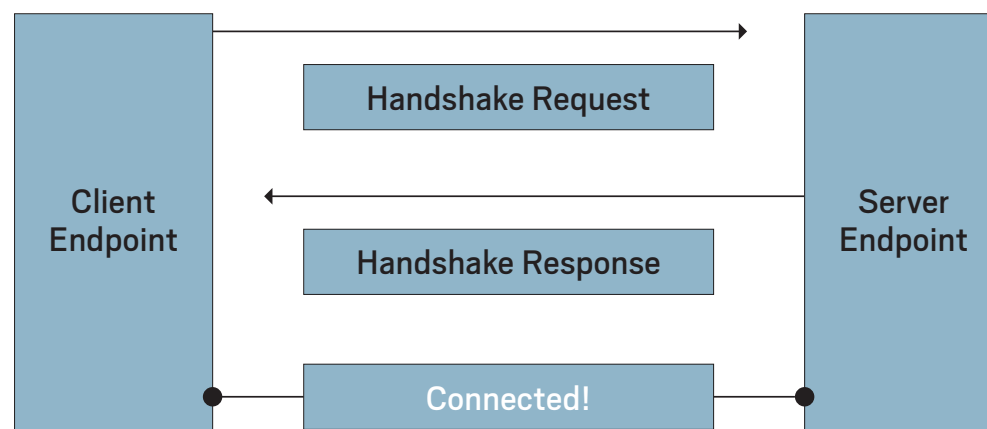 Handshake Request
Client
Endpoint
Server
Endpoint
Handshake Response
Connected!